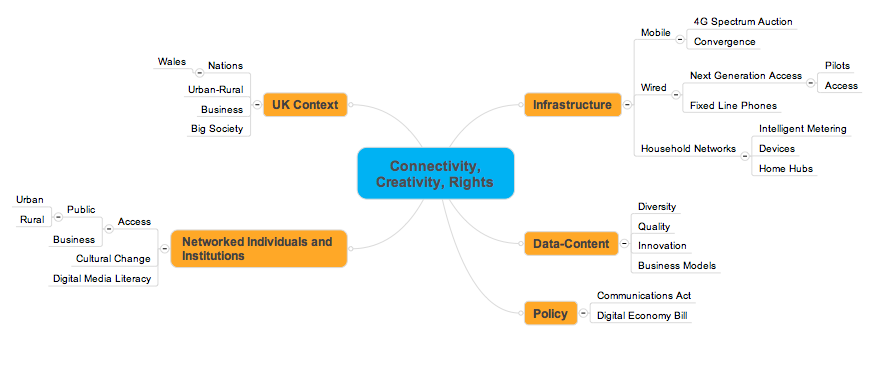 Connectivity,
Creativity, Rights
UK Context
Nations
Wales
Urban-Rural
Business
Big Society
Networked Individuals and
Institutions
Access
Public
Urban
Rural
Business
Cultural Change
Digital Media Literacy
Infrastructure
Mobile
4G Spectrum Auction
Convergence
Wired
Next Generation Access
Pilots
Access
Fixed Line Phones
Household Networks
Intelligent Metering
Devices
Home Hubs
Data-Content
Diversity
Quality
Innovation
Business Models
Policy
Communications Act
Digital Economy Bill